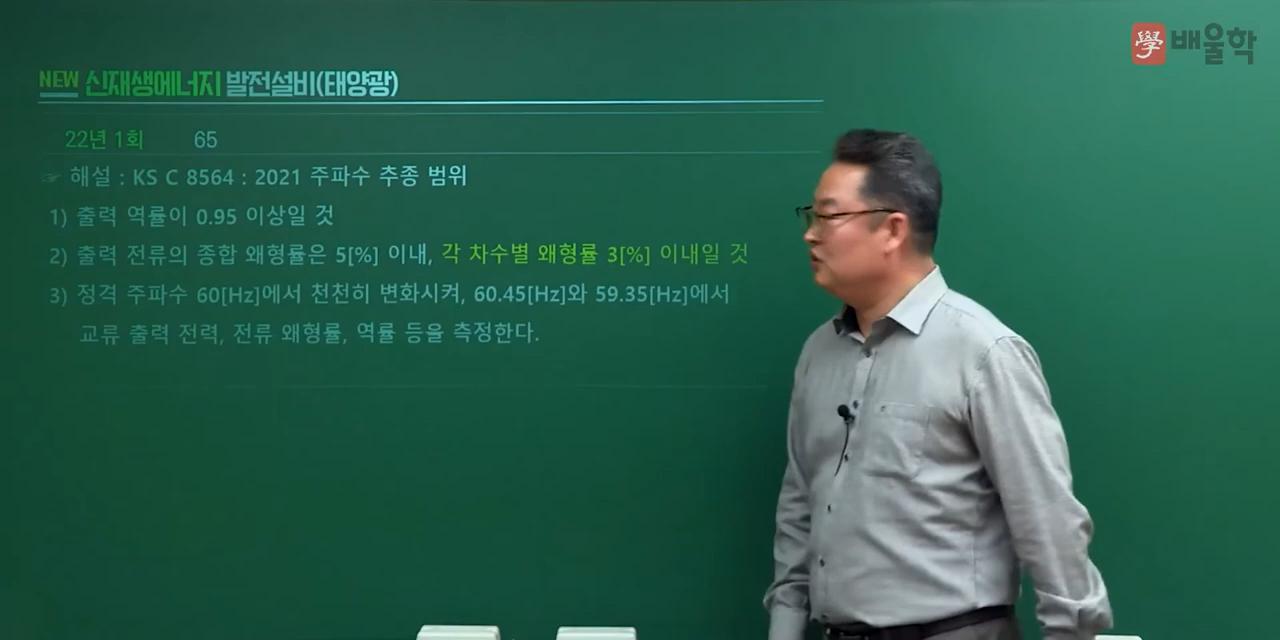 學 배울학
NEW 신재생에너지 발전설비(태양광)
22년 1회 65
☞ 해설 : KS C 8564 : 2021 주파수 추종 범위
1) 출력 역률이 0.95 이상일 것
2) 출력 전류의 종합 왜형률은 5[%] 이내, 각 차수별 왜형률 3[%] 이내일 것
3) 정격 주파수 60[Hz]에서 천천히 변화시켜, 60.45[Hz]와 59.35[Hz]에서
교류 출력 전력, 전류 왜형률, 역률 등을 측정한다.